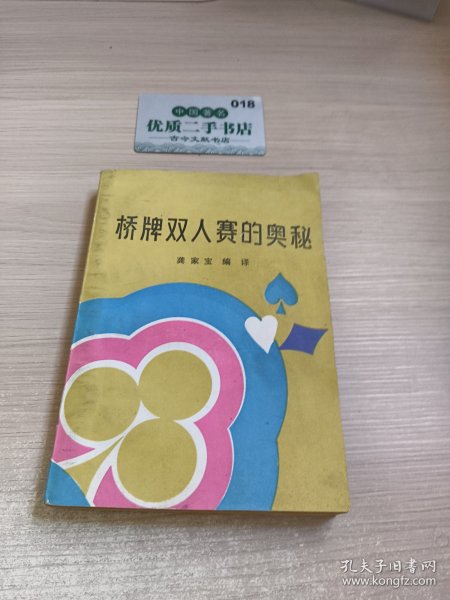 018
中国著名
优质二手书店
古今文献书店
桥牌双人赛的奥秘
龚家宝 编译
孔夫子旧书网
www.kongfz.com